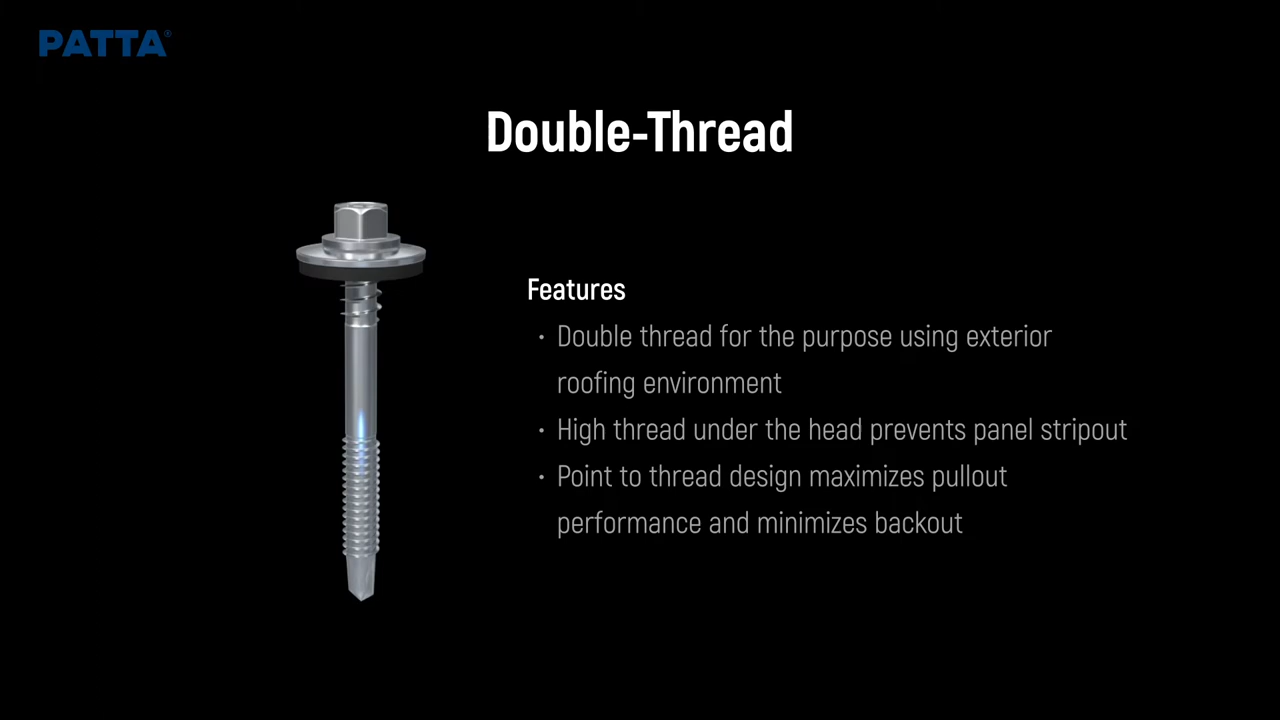 PATTA®
Double-Thread
Features
• Double thread for the purpose using exterior
roofing environment
• High thread under the head prevents panel stripout
• Point to thread design maximizes pullout
performance and minimizes backout